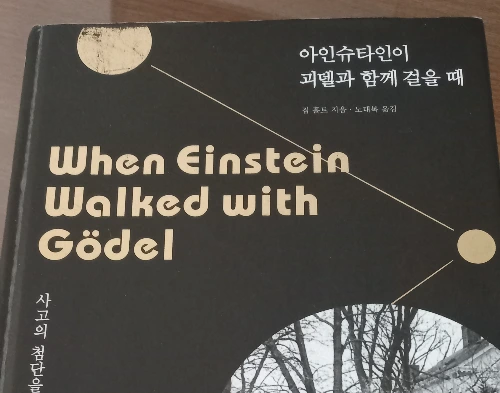 아인슈타인이
괴델과 함께 걸을 때
짐 홀트 지음 · 노태복 옮김
When Einstein
Walked with
Gödel
사고의 첨단을